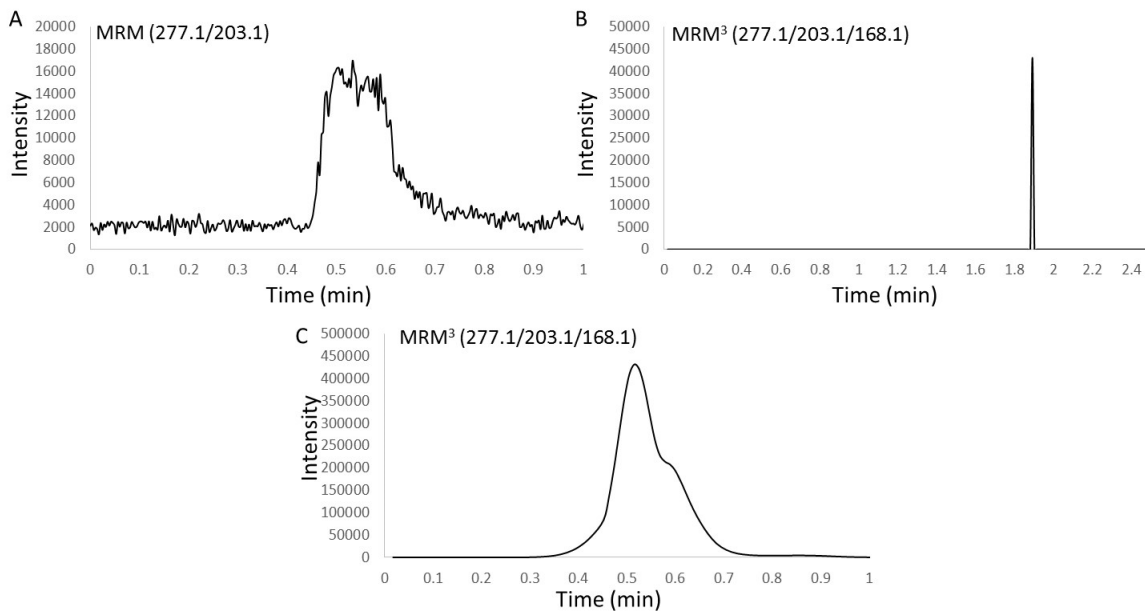 A
MRM (277.1/203.1)
20000
18000
16000
14000
12000
10000
8000
6000
4000
2000
0
Intensity
0 0.1 0.2 0.3 0.4 0.5 0.6 0.7 0.8 0.9 1
Time (min)
B
MRM³ (277.1/203.1/168.1)
50000
45000
40000
35000
30000
25000
20000
15000
10000
5000
0
Intensity
0 0.2 0.4 0.6 0.8 1 1.2 1.4 1.6 1.8 2 2.2 2.4
Time (min)
C
MRM³ (277.1/203.1/168.1)
500000
450000
400000
350000
300000
250000
200000
150000
100000
50000
0
Intensity
0 0.1 0.2 0.3 0.4 0.5 0.6 0.7 0.8 0.9 1
Time (min)